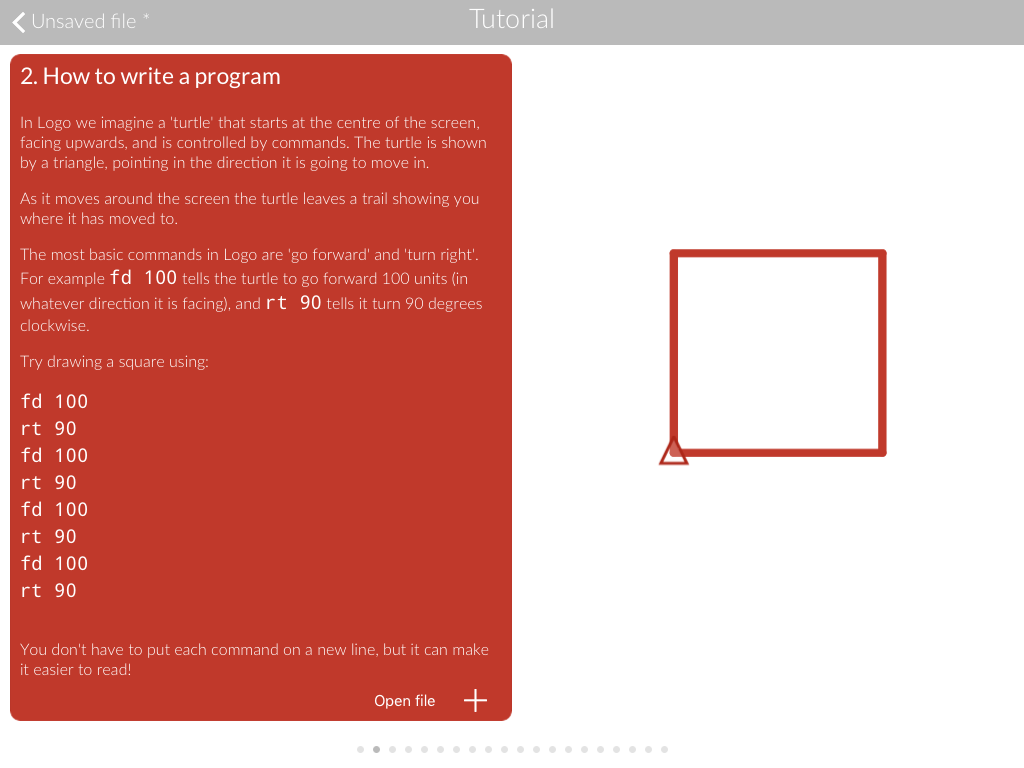 Unsaved file *
Tutorial
2. How to write a program
In Logo we imagine a 'turtle' that starts at the centre of the screen,
facing upwards, and is controlled by commands. The turtle is shown
by a triangle, pointing in the direction it is going to move in.
As it moves around the screen the turtle leaves a trail showing you
where it has moved to.
The most basic commands in Logo are 'go forward' and 'turn right'.
For example fd 100 tells the turtle to go forward 100 units (in
whatever direction it is facing), and rt 90 tells it turn 90 degrees
clockwise.
Try drawing a square using:
fd 100
rt 90
fd 100
rt 90
fd 100
rt 90
fd 100
rt 90
You don't have to put each command on a new line, but it can make
it easier to read!
Open file